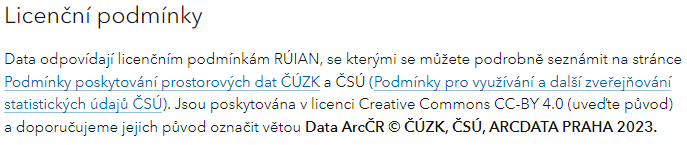 Licenční podmínky
Data odpovídají licenčním podmínkám RÚIAN, se kterými se můžete podrobně seznámit na stránce
Podmínky poskytování prostorových dat ČÚZK a ČSÚ (Podmínky pro využívání a další zveřejňování
statistických údajů ČSÚ). Jsou poskytována v licenci Creative Commons CC-BY 4.0 (uveďte původ)
a doporučujeme jejich původ označit větou Data ArcČR © ČÚZK, ČSÚ, ARCDATA PRAHA 2023.